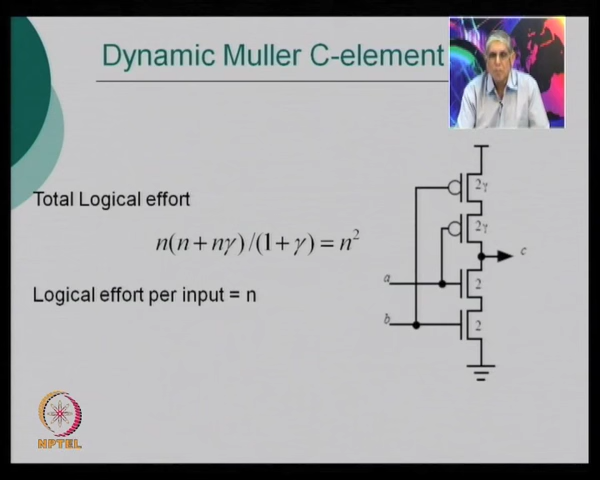 Dynamic Muller C-element
Total Logical effort
n(n + nγ)/(1 + γ) = n²
Logical effort per input = n
2γ
2γ
c
a
2
b
2
NPTEL